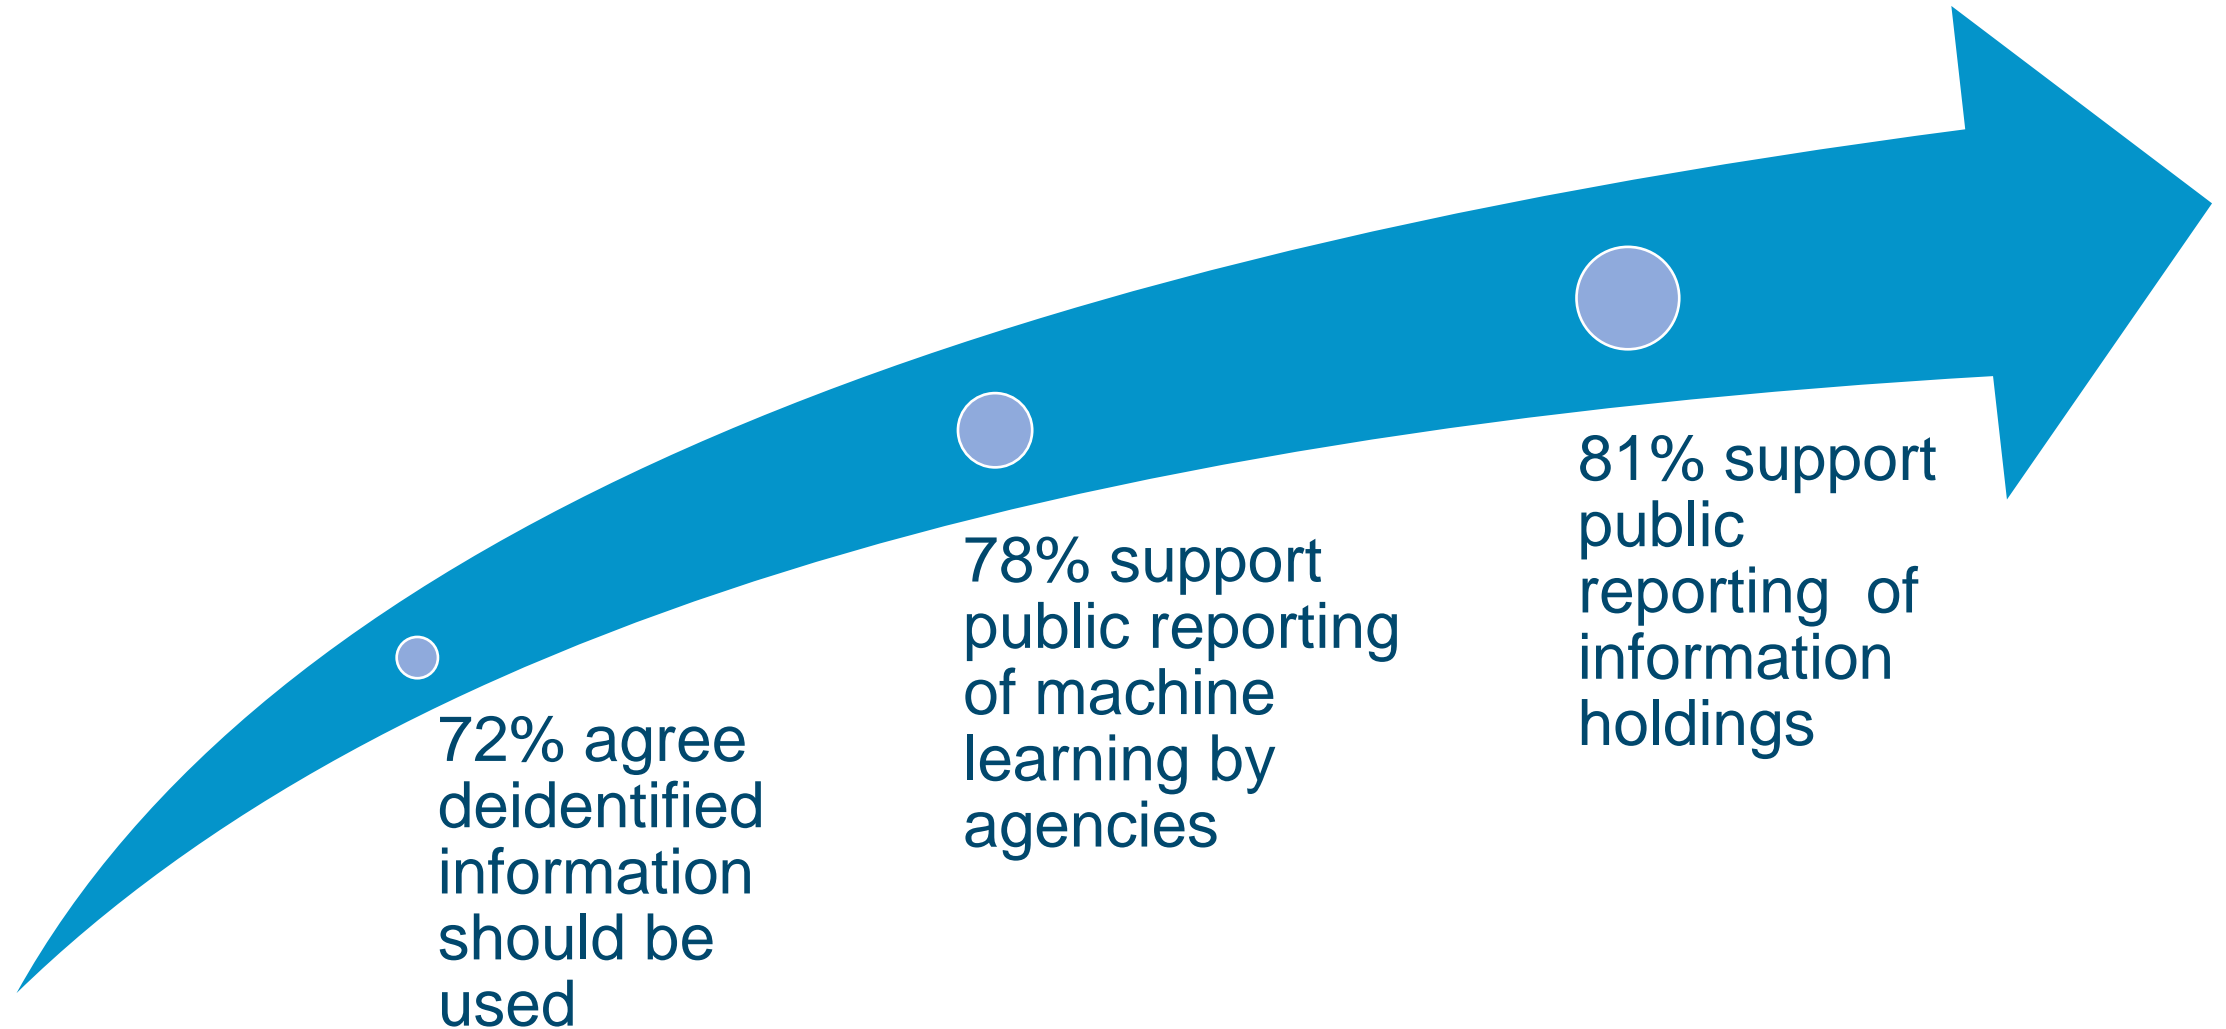 72% agree
deidentified
information
should be
used
78% support
public reporting
of machine
learning by
agencies
81% support
public
reporting  of
information
holdings